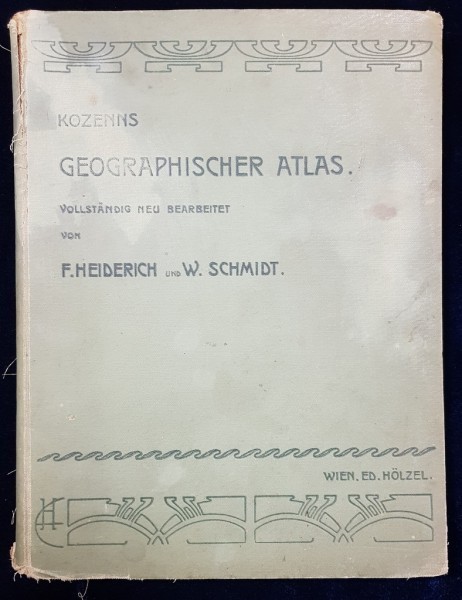 KOZENNS
GEOGRAPHISCHER ATLAS.
VOLLSTÄNDIG NEU BEARBEITET
VON
F. HEIDERICH UND W. SCHMIDT.
WIEN, ED. HÖLZEL.